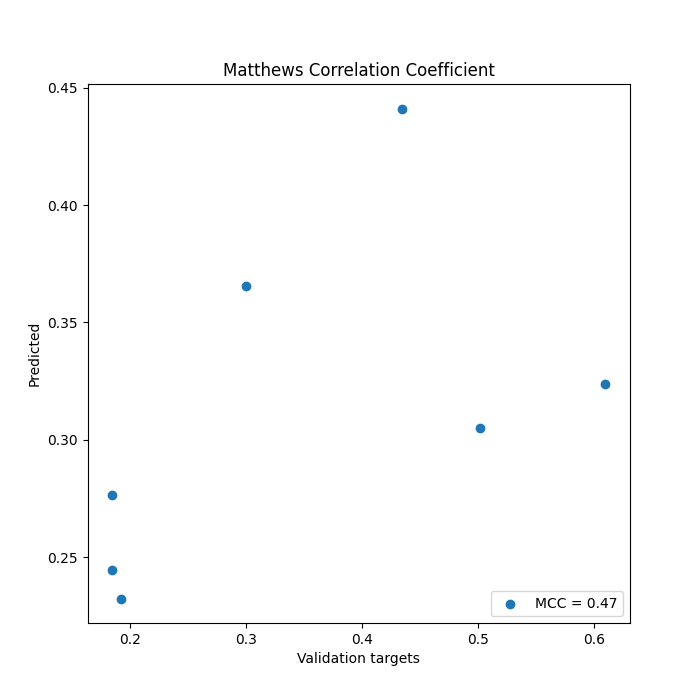 Matthews Correlation Coefficient
0.45
0.40
0.35
0.30
0.25
Predicted
MCC = 0.47
0.2 0.3 0.4 0.5 0.6
Validation targets